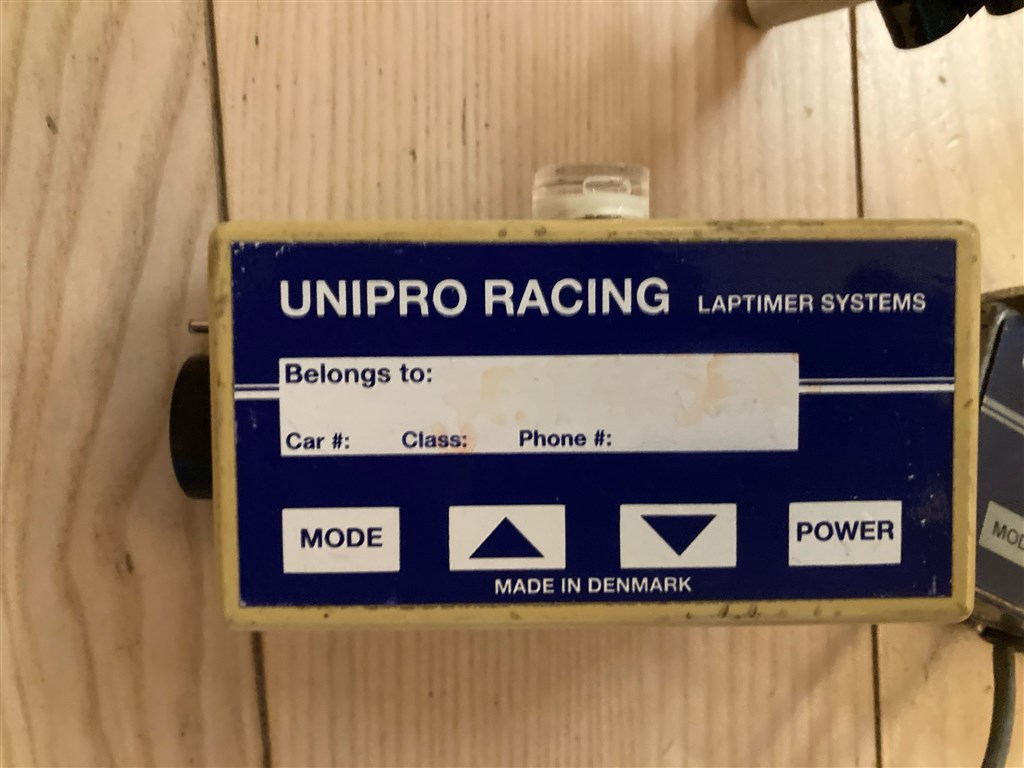 UNIPRO RACING LAPTIMER SYSTEMS
Belongs to:
Car #: Class: Phone #:
MODE POWER
MADE IN DENMARK